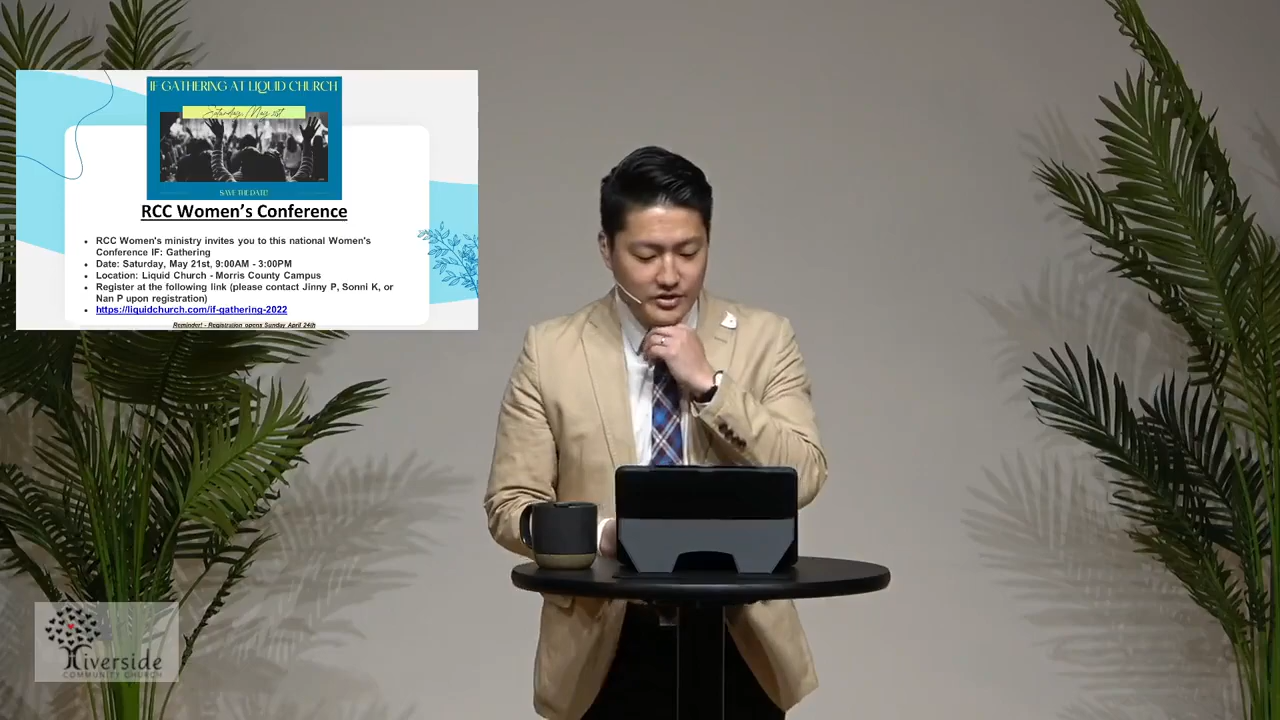 IF GATHERING AT LIQUID CHURCH
Saturday, May 21st
SAVE THE DATE!
RCC Women's Conference
• RCC Women's ministry invites you to this national Women's
Conference IF: Gathering
• Date: Saturday, May 21st, 9:00AM - 3:00PM
• Location: Liquid Church - Morris County Campus
• Register at the following link (please contact Jinny P, Sonni K, or
Nan P upon registration)
• https://liquidchurch.com/if-gathering-2022
Reminder! - Registration opens Sunday April 24th
Riverside
COMMUNITY CHURCH